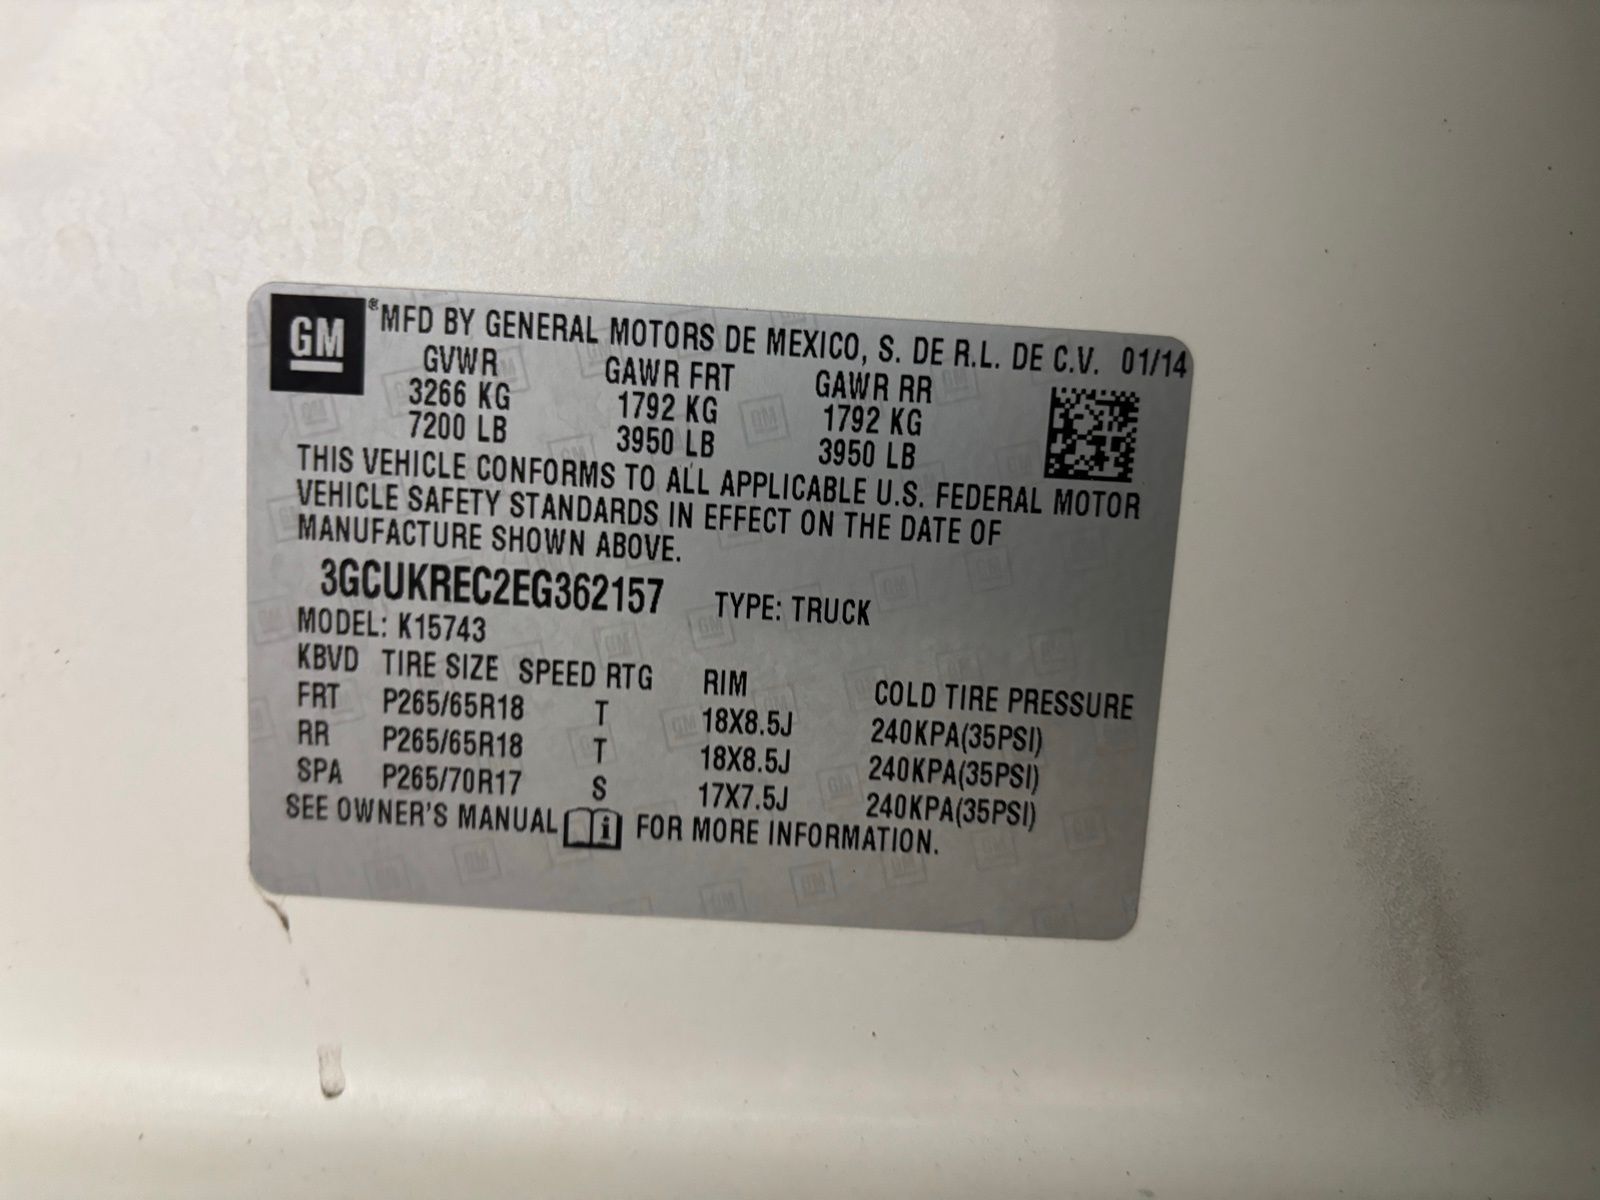 GM ® MFD BY GENERAL MOTORS DE MEXICO, S. DE R.L. DE C.V. 01/14
GVWR GAWR FRT GAWR RR
3266 KG 1792 KG 1792 KG
7200 LB 3950 LB 3950 LB
THIS VEHICLE CONFORMS TO ALL APPLICABLE U.S. FEDERAL MOTOR
VEHICLE SAFETY STANDARDS IN EFFECT ON THE DATE OF
MANUFACTURE SHOWN ABOVE.
3GCUKREC2EG362157 TYPE: TRUCK
MODEL: K15743
KBVD TIRE SIZE SPEED RTG RIM COLD TIRE PRESSURE
FRT P265/65R18 T 18X8.5J 240KPA(35PSI)
RR P265/65R18 T 18X8.5J 240KPA(35PSI)
SPA P265/70R17 S 17X7.5J 240KPA(35PSI)
SEE OWNER'S MANUAL i FOR MORE INFORMATION.